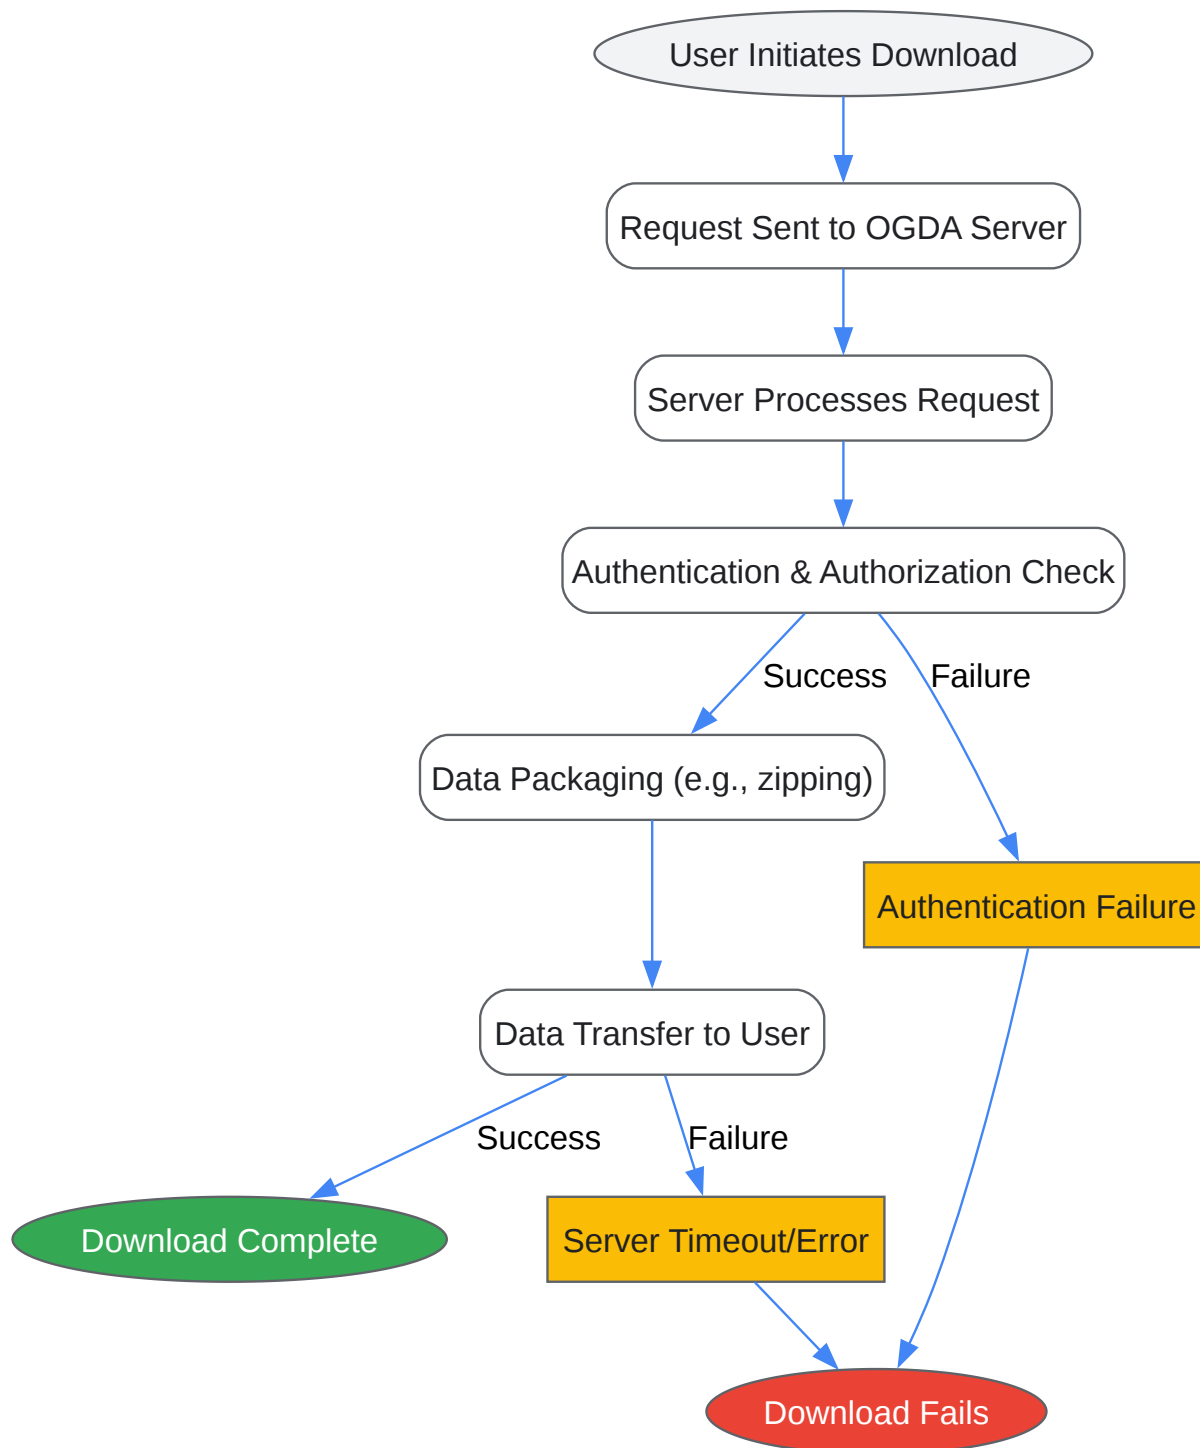 User Initiates Download
Request Sent to OGDA Server
Server Processes Request
Authentication & Authorization Check
Success
Failure
Data Packaging (e.g., zipping)
Authentication Failure
Data Transfer to User
Success
Failure
Download Complete
Server Timeout/Error
Download Fails